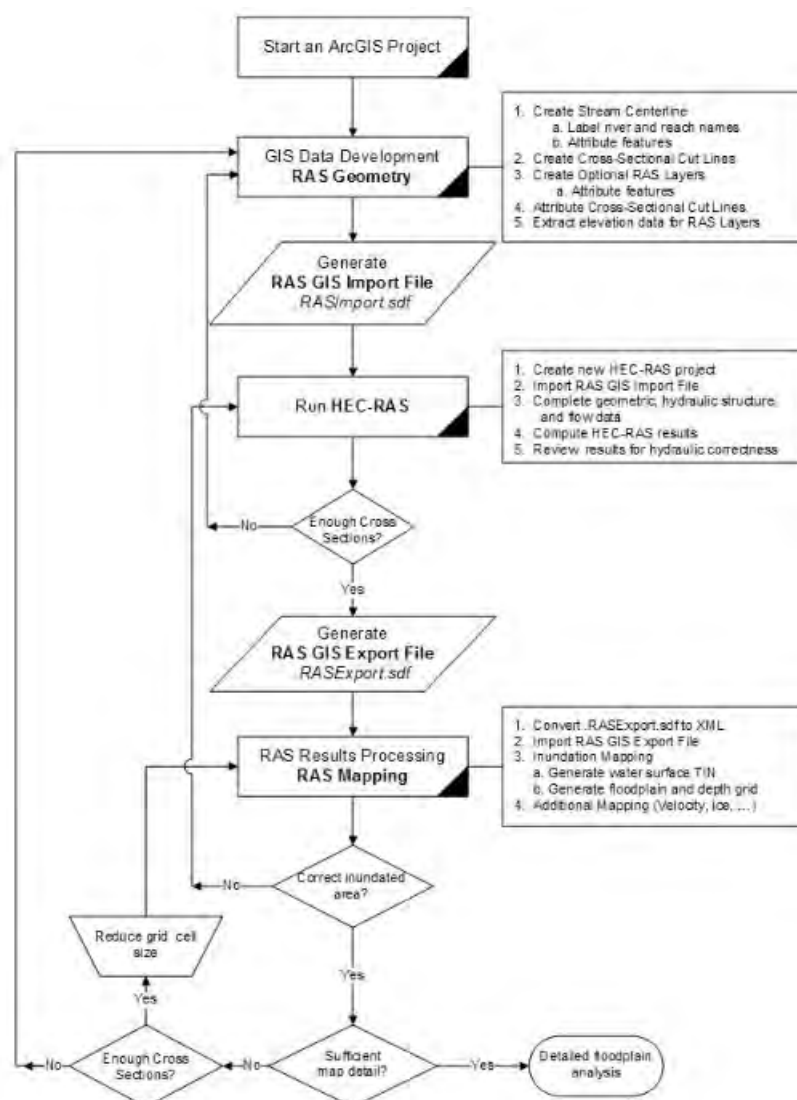 Start an ArcGIS Project
GIS Data Development
RAS Geometry
1. Create Stream Centerline
a. Label river and reach names
b. Attribute features
2. Create Cross-Sectional Cut Lines
3. Create Optional RAS Layers
a. Attribute features
4. Attribute Cross-Sectional Cut Lines
5. Extract elevation data for RAS Layers
Generate
RAS GIS Import File
.RASImport.sdf
Run HEC-RAS
1. Create new HEC-RAS project
2. Import RAS GIS Import File
3. Complete geometric, hydraulic structure,
and flow data
4. Compute HEC-RAS results
5. Review results for hydraulic correctness
No
Enough Cross
Sections?
Yes
Generate
RAS GIS Export File
.RASExport.sdf
RAS Results Processing
RAS Mapping
1. Convert .RASExport.sdf to XML
2. Import RAS GIS Export File
3. Inundation Mapping
a. Generate water surface TIN
b. Generate floodplain and depth grid
4. Additional Mapping (Velocity, Ice, ...)
No
Correct inundated
area?
Reduce grid cell
size
Yes
Yes
No
Enough Cross
Sections?
No
Sufficient
map detail?
Yes
Detailed floodplain
analysis